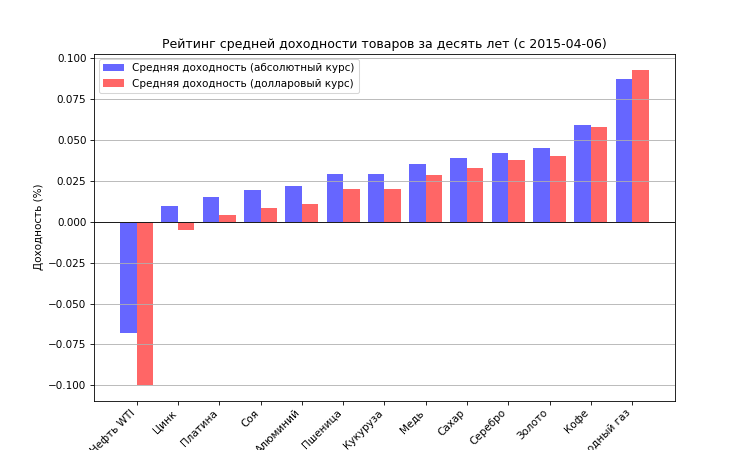 Рейтинг средней доходности товаров за десять лет (с 2015-04-06)
Средняя доходность (абсолютный курс)
Средняя доходность (долларовый курс)
Доходность (%)
0.100
0.075
0.050
0.025
0.000
−0.025
−0.050
−0.075
−0.100
Нефть WTI
Цинк
Платина
Соя
Алюминий
Пшеница
Кукуруза
Медь
Сахар
Серебро
Золото
Кофе
газ